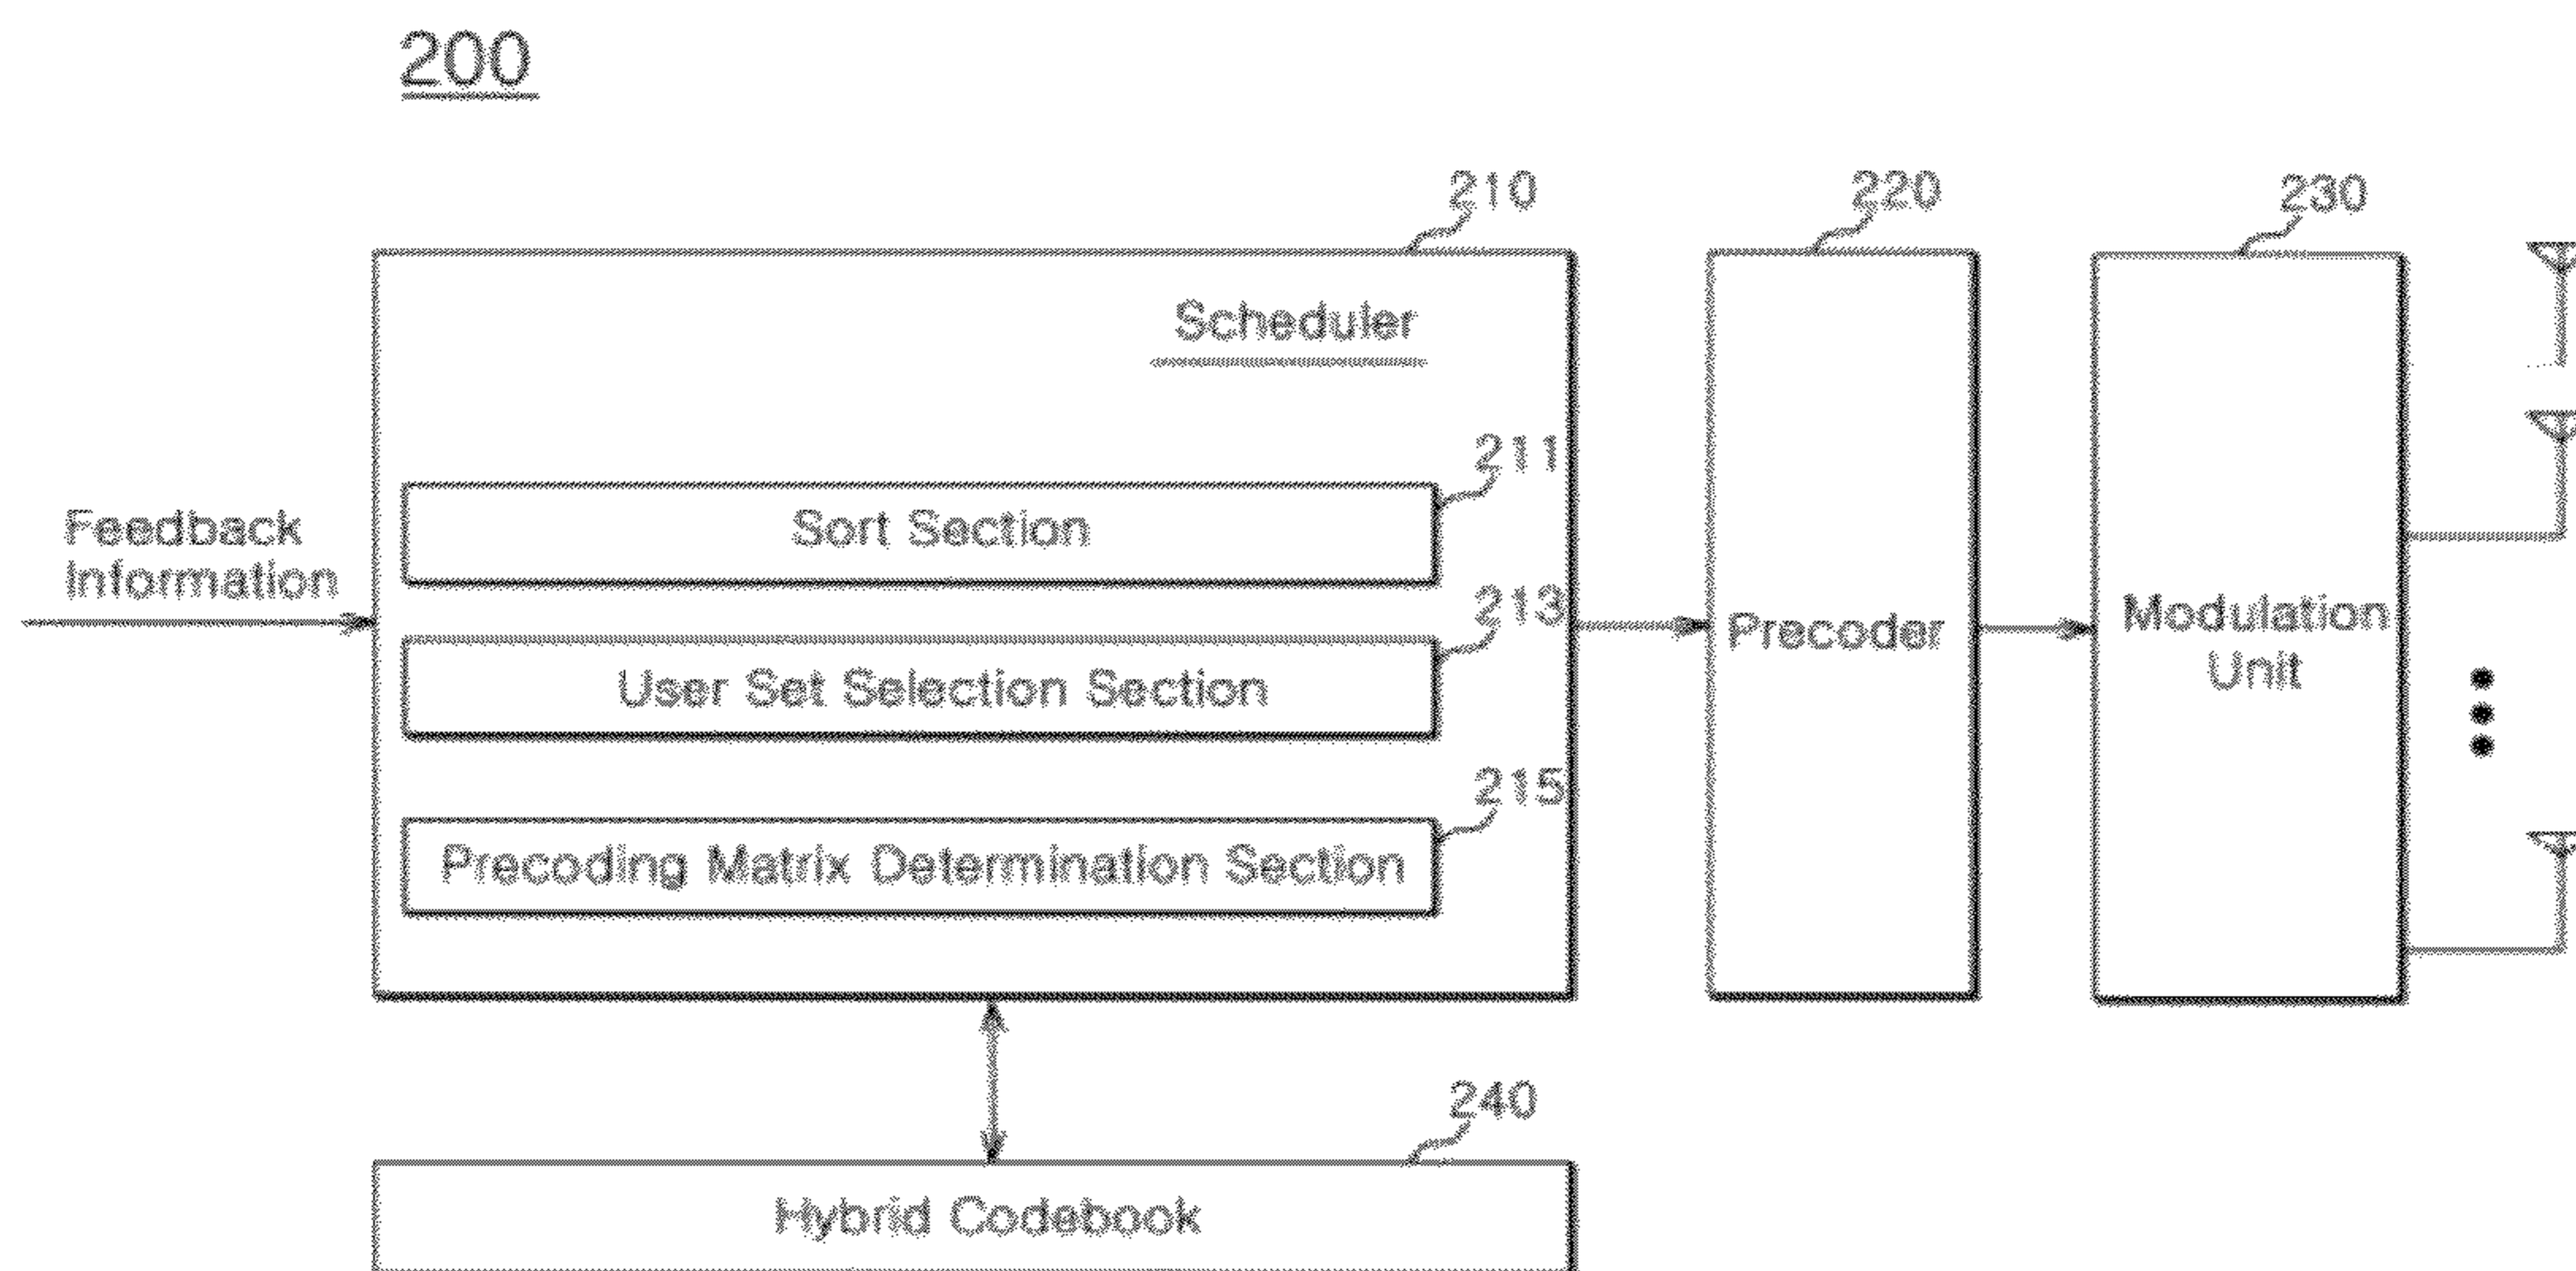 200
210
220
230
Scheduler
211
Sort Section
Feedback
Information
213
User Set Selection Section
Precoder
Modulation
Unit
215
Precoding Matrix Determination Section
240
Hybrid Codebook